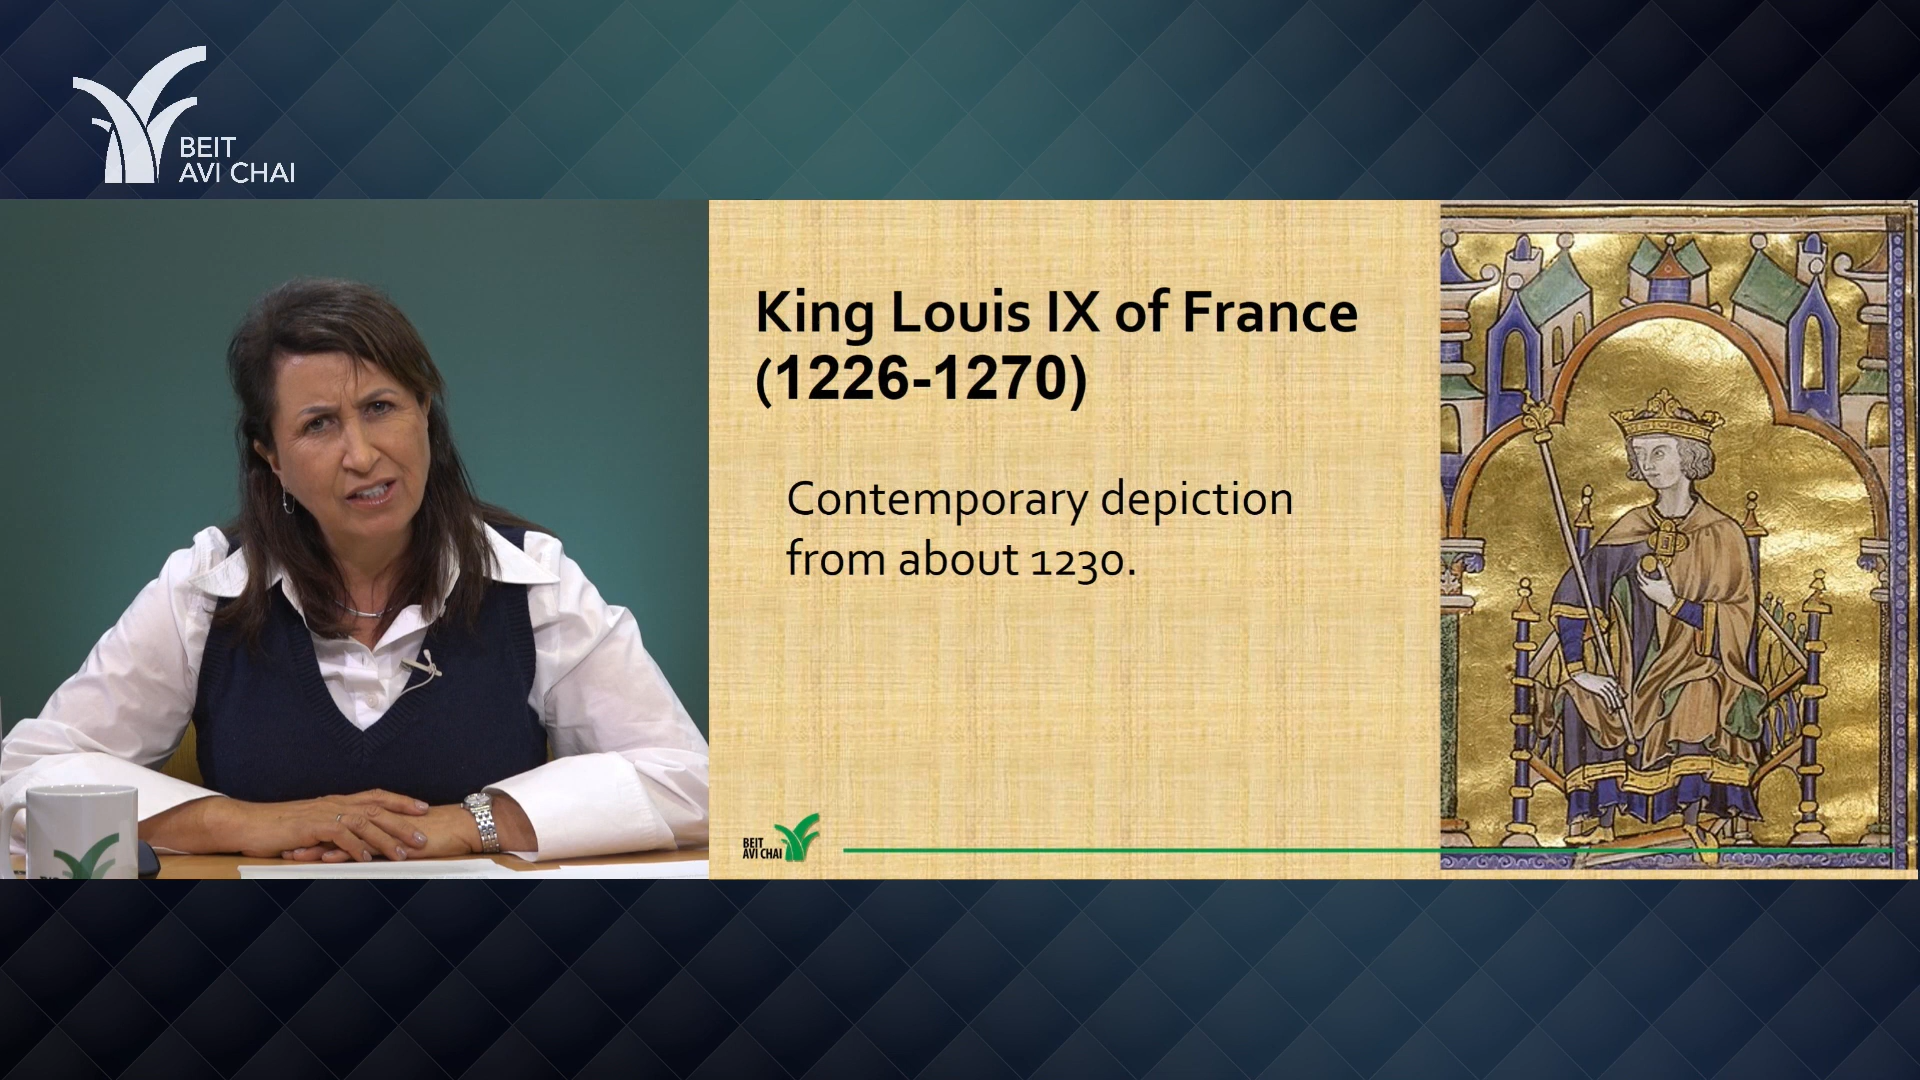 BEIT
AVI CHAI
King Louis IX of France
(1226-1270)
Contemporary depiction
from about 1230.
BEIT
AVI CHAI